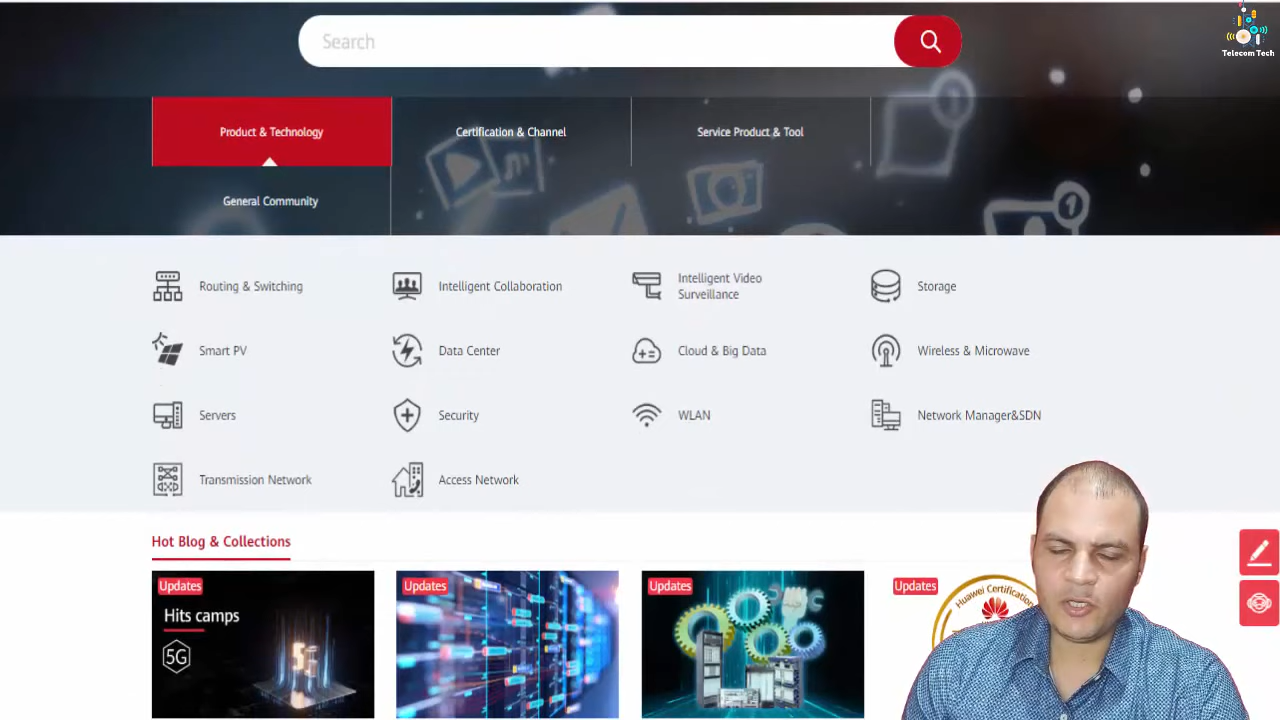 Telecom Tech
Search
Product & Technology
Certification & Channel
Service Product & Tool
General Community
1
1
Routing & Switching
Intelligent Collaboration
Intelligent Video
Surveillance
Storage
Smart PV
Data Center
Cloud & Big Data
Wireless & Microwave
Servers
Security
WLAN
Network Manager&SDN
Transmission Network
Access Network
Hot Blog & Collections
Updates
Hits camps
5G
Updates
Updates
Updates
Huawei Certification